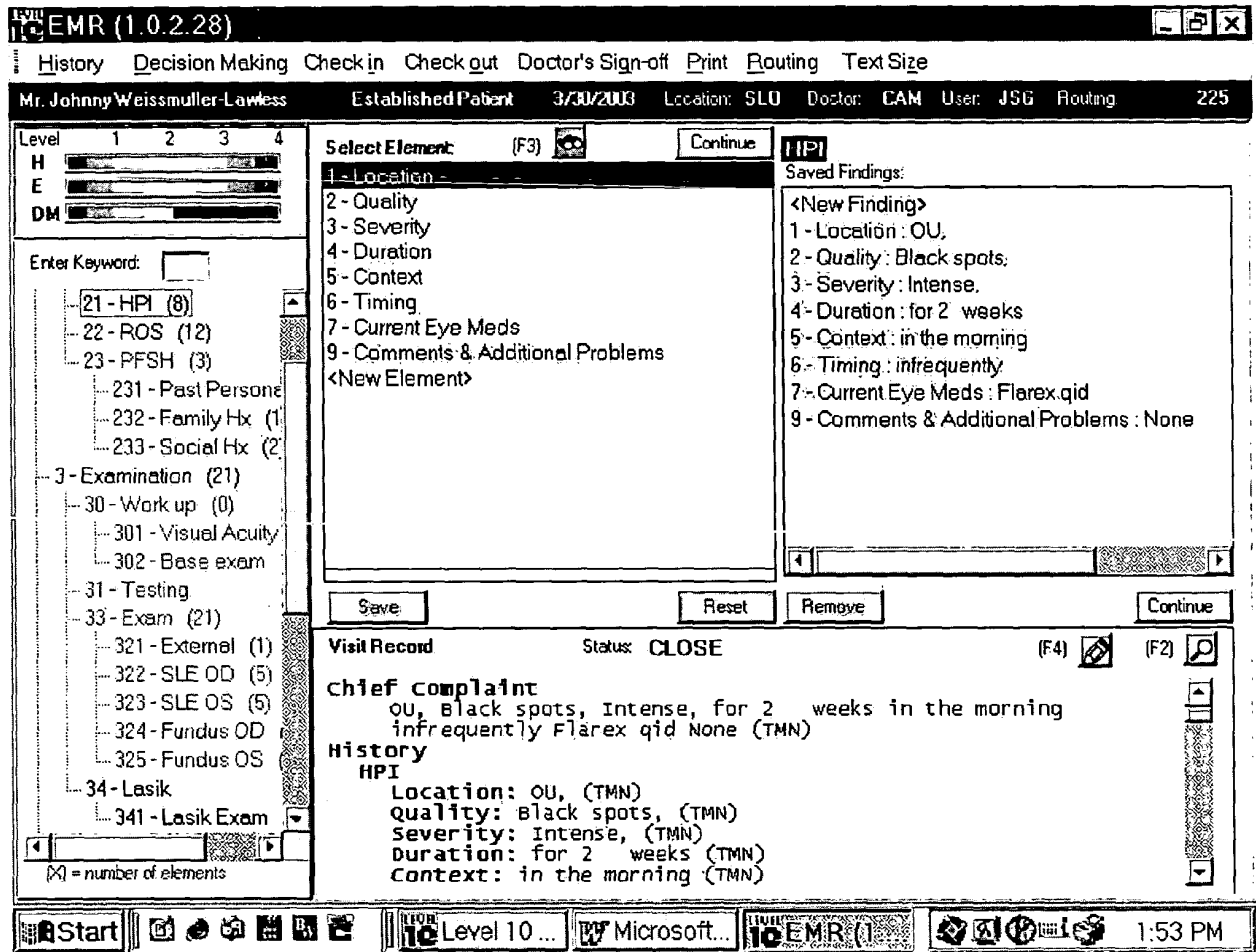 EMR (1.0.2.28)
History Decision Making Check in Check out Doctor's Sign-off Print Routing Text Size
Mr. Johnny Weissmuller-Lawless Established Patient 3/30/2003 Location: SLO Doctor: CAM User: JSG Routing: 225
Level 1 2 3 4
H
E
DM
Enter Keyword:
21 - HPI (8)
22 - ROS (12)
23 - PFSH (3)
231 - Past Persona
232 - Family Hx (1
233 - Social Hx (2
3 - Examination (21)
30 - Work up (0)
301 - Visual Acuity
302 - Base exam
31 - Testing
33 - Exam (21)
321 - External (1)
322 - SLE OD (5)
323 - SLE OS (5)
324 - Fundus OD
325 - Fundus OS
34 - Lasik
341 - Lasik Exam
(X) = number of elements
Select Element: (F3) Continue
1 - Location
2 - Quality
3 - Severity
4 - Duration
5 - Context
6 - Timing
7 - Current Eye Meds
9 - Comments & Additional Problems
<New Element>
Save Reset
HPI
Saved Findings:
<New Finding>
1 - Location : OU,
2 - Quality : Black spots,
3 - Severity : Intense,
4 - Duration : for 2 weeks
5 - Context : in the morning
6 - Timing : infrequently
7 - Current Eye Meds : Flarex qid
9 - Comments & Additional Problems : None
Remove Continue
Visit Record Status: CLOSE (F4) (F2)
Chief Complaint
OU, Black spots, Intense, for 2 weeks in the morning
infrequently Flarex qid None (TMN)
History
HPI
Location: OU, (TMN)
Quality: Black spots, (TMN)
Severity: Intense, (TMN)
Duration: for 2 weeks (TMN)
Context: in the morning (TMN)
Start Level 10 ... Microsoft... EMR (1 1:53 PM